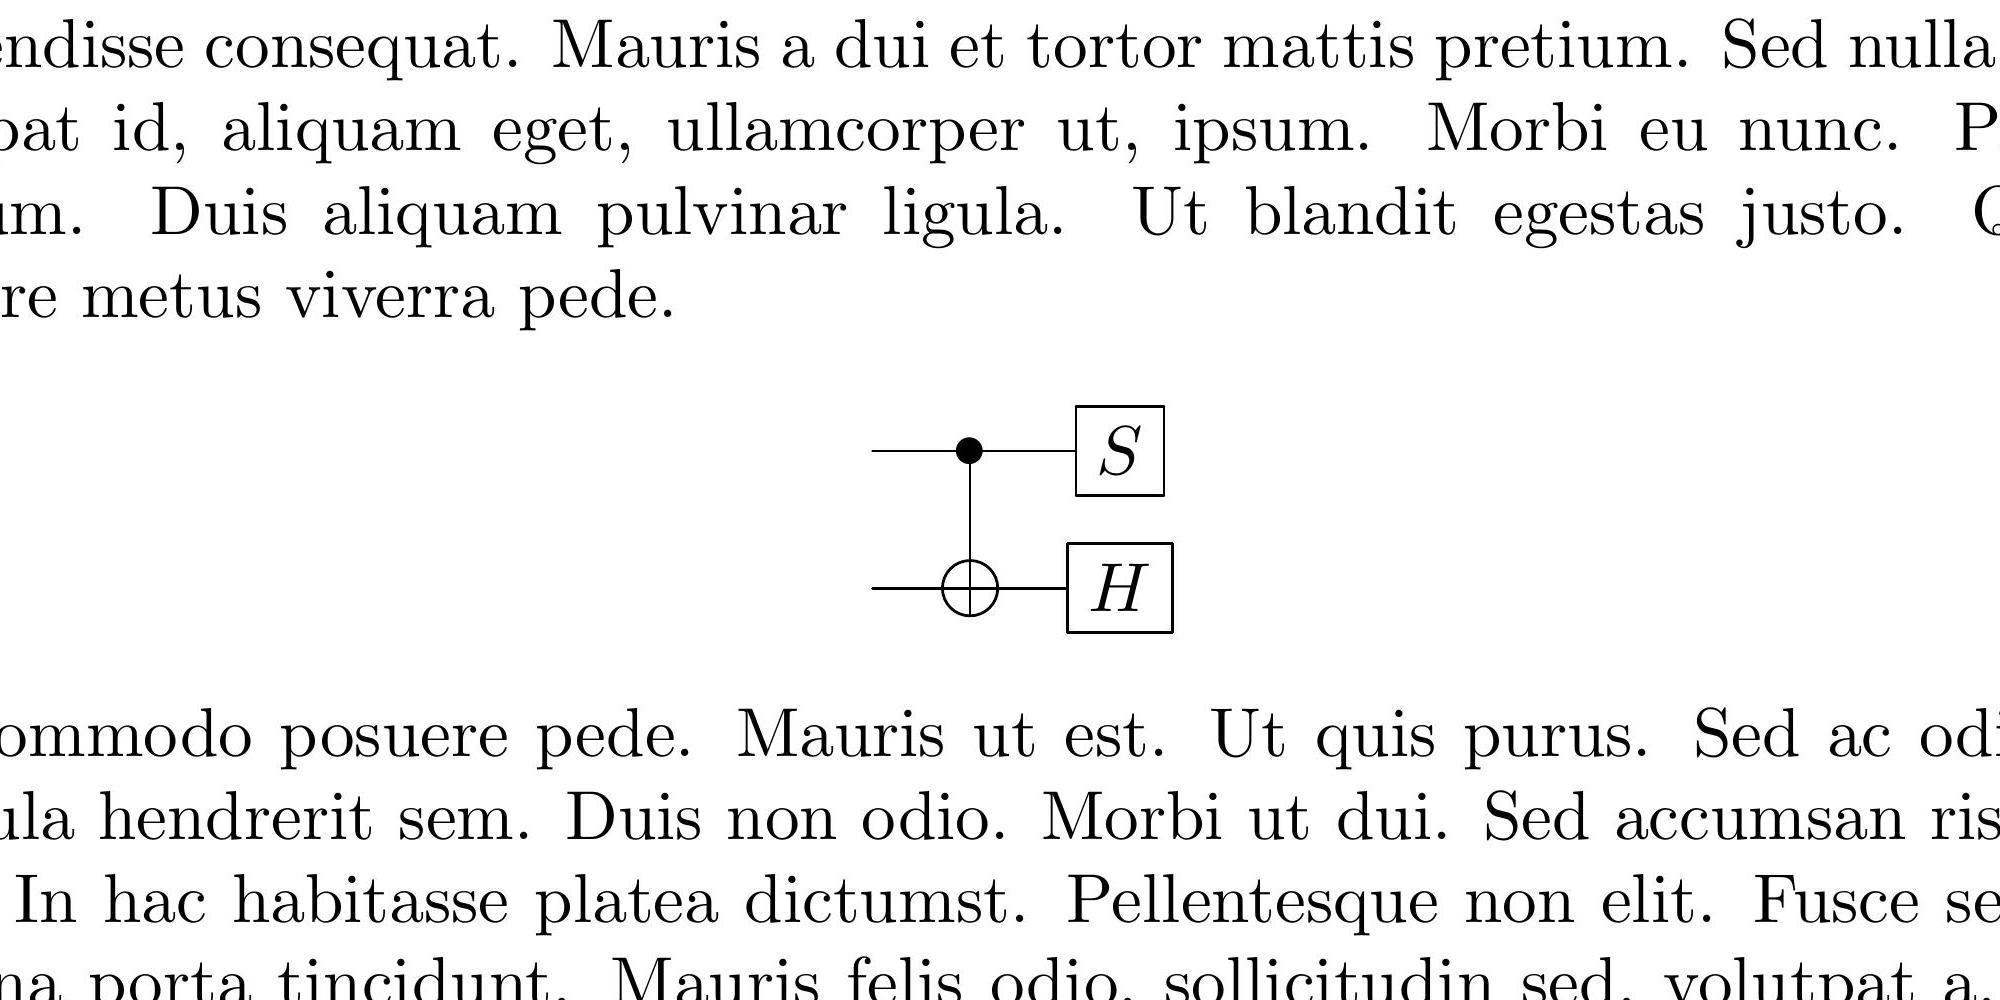 endisse consequat. Mauris a dui et tortor mattis pretium. Sed nulla
pat id, aliquam eget, ullamcorper ut, ipsum. Morbi eu nunc. P
um. Duis aliquam pulvinar ligula. Ut blandit egestas justo. Q
re metus viverra pede.
S
H
ommodo posuere pede. Mauris ut est. Ut quis purus. Sed ac odi
ula hendrerit sem. Duis non odio. Morbi ut dui. Sed accumsan ris
In hac habitasse platea dictumst. Pellentesque non elit. Fusce se
na porta tincidunt. Mauris felis odio, sollicitudin sed, volutpat a,